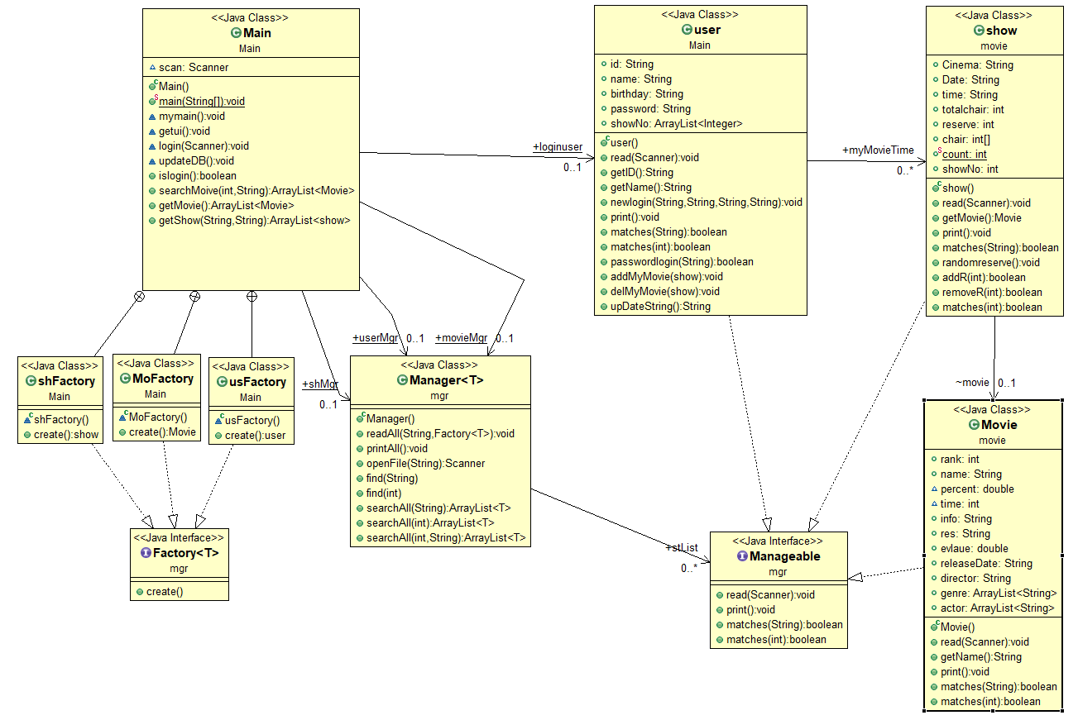 <<Java Class>>
Main
Main
scan: Scanner
Main()
main(String[]):void
mymain():void
getui():void
login(Scanner):void
updateDB():void
islogin():boolean
searchMoive(int,String):ArrayList<Movie>
getMovie():ArrayList<Movie>
getShow(String,String):ArrayList<show>
<<Java Class>>
user
Main
id: String
name: String
birthday: String
password: String
showNo: ArrayList<Integer>
user()
read(Scanner):void
getID():String
getName():String
newlogin(String,String,String,String):void
print():void
matches(String):boolean
matches(int):boolean
passwordlogin(String):boolean
addMyMovie(show):void
delMyMovie(show):void
upDateString():String
<<Java Class>>
show
movie
Cinema: String
Date: String
time: String
totalchair: int
reserve: int
chair: int[]
count: int
showNo: int
show()
read(Scanner):void
getMovie():Movie
print():void
matches(String):boolean
randomreserve():void
addR(int):boolean
removeR(int):boolean
matches(int):boolean
+loginuser
0..1
+myMovieTime
0..*
+userMgr 0..1
+movieMgr 0..1
+shMgr
0..1
~movie 0..1
<<Java Class>>
shFactory
Main
shFactory()
create():show
<<Java Class>>
MoFactory
Main
MoFactory()
create():Movie
<<Java Class>>
usFactory
Main
usFactory()
create():user
<<Java Class>>
Manager<T>
mgr
Manager()
readAll(String,Factory<T>):void
printAll():void
openFile(String):Scanner
find(String)
find(int)
searchAll(String):ArrayList<T>
searchAll(int):ArrayList<T>
searchAll(int,String):ArrayList<T>
<<Java Class>>
Movie
movie
rank: int
name: String
percent: double
time: int
info: String
res: String
evlaue: double
releaseDate: String
director: String
genre: ArrayList<String>
actor: ArrayList<String>
Movie()
read(Scanner):void
getName():String
print():void
matches(String):boolean
matches(int):boolean
<<Java Interface>>
Factory<T>
mgr
create()
+stList
0..*
<<Java Interface>>
Manageable
mgr
read(Scanner):void
print():void
matches(String):boolean
matches(int):boolean